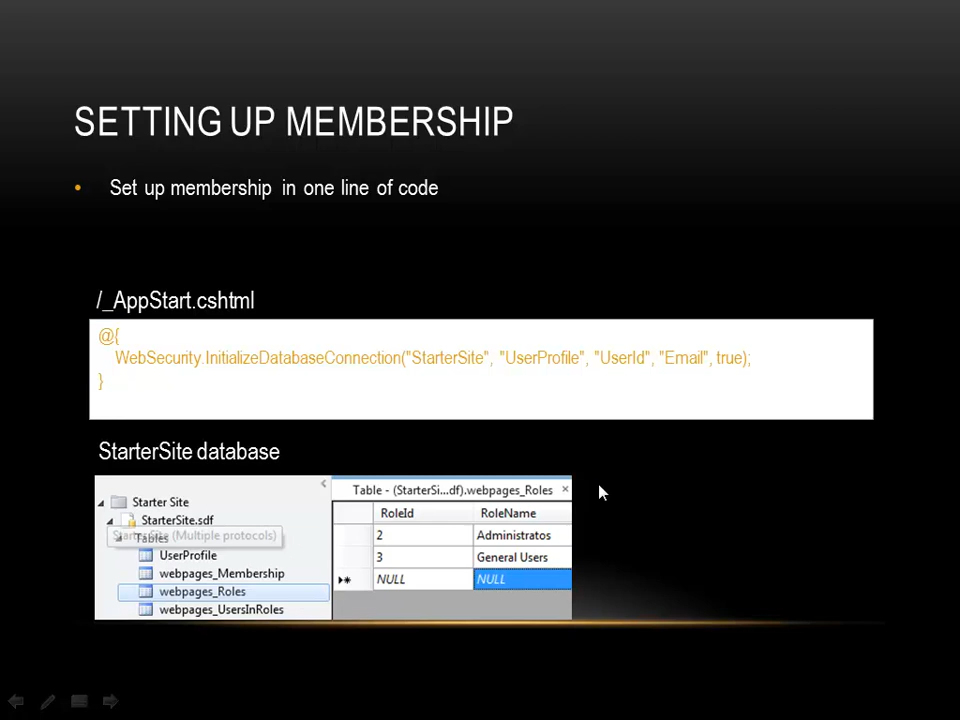 SETTING UP MEMBERSHIP
• Set up membership in one line of code
/_AppStart.cshtml
@{
WebSecurity.InitializeDatabaseConnection("StarterSite", "UserProfile", "UserId", "Email", true);
}
StarterSite database
Starter Site
StarterSite.sdf
StarterSite (Multiple protocols)
Tables
UserProfile
webpages_Membership
webpages_Roles
webpages_UsersInRoles
Table - (StarterSi...df).webpages_Roles ×
RoleId RoleName
2 Administratos
3 General Users
NULL NULL